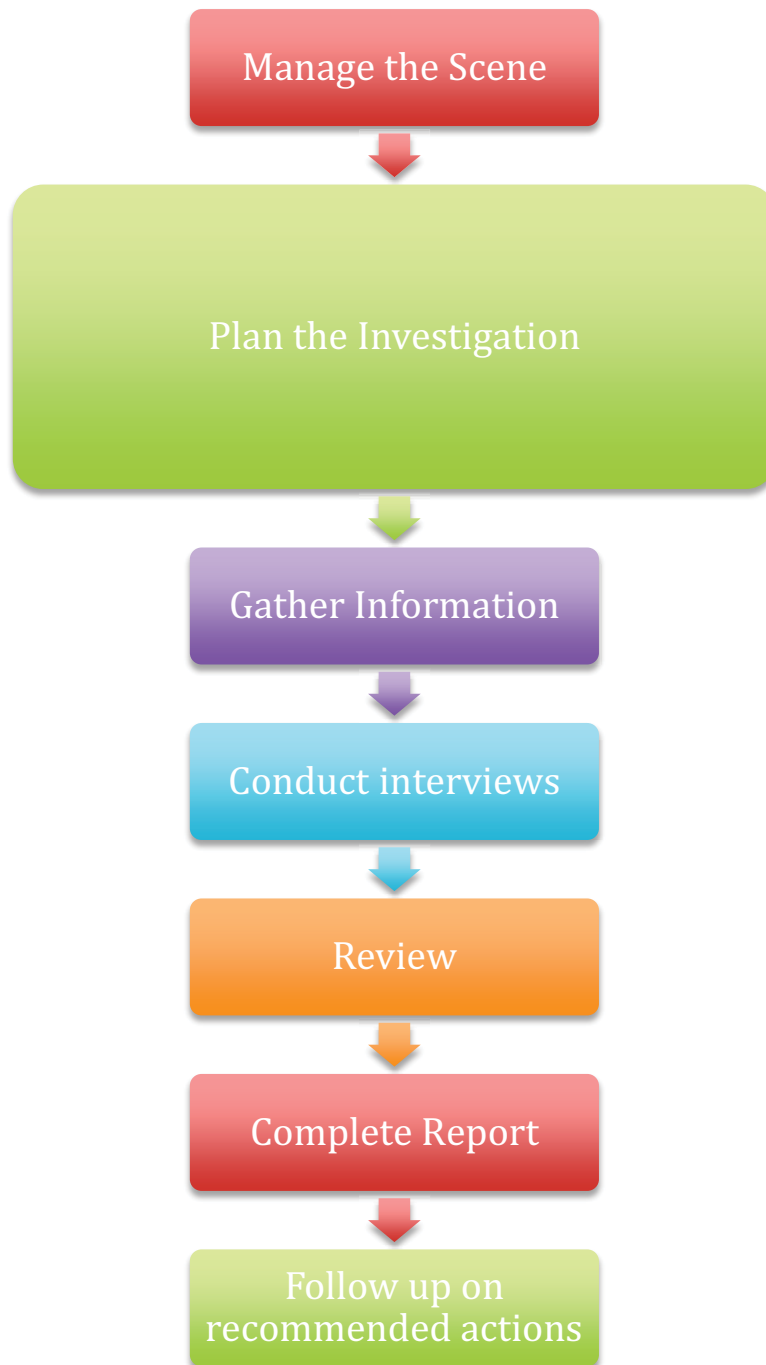 Manage the Scene
Plan the Investigation
Gather Information
Conduct interviews
Review
Complete Report
Follow up on
recommended actions